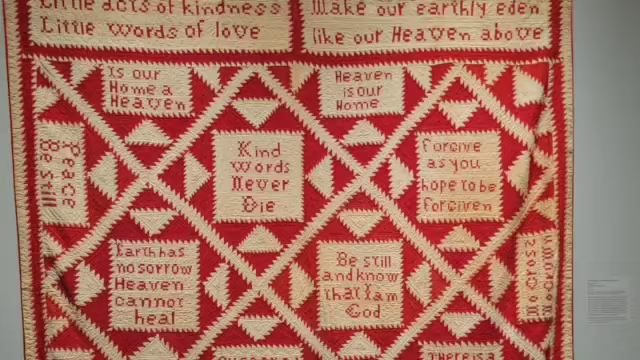 Little acts of kindness
Little words of love
Make our earthly eden
like our Heaven above
Is our
Home a
Heaven
Heaven
is our
Home
Peace
Be still
Kind
Words
Never
Die
forgive
as you
hope to be
forgiven
Earth has
no sorrow
Heaven
cannot
heal
Be still
and know
that I am
God
No Cross
No Crown
THERE IS A